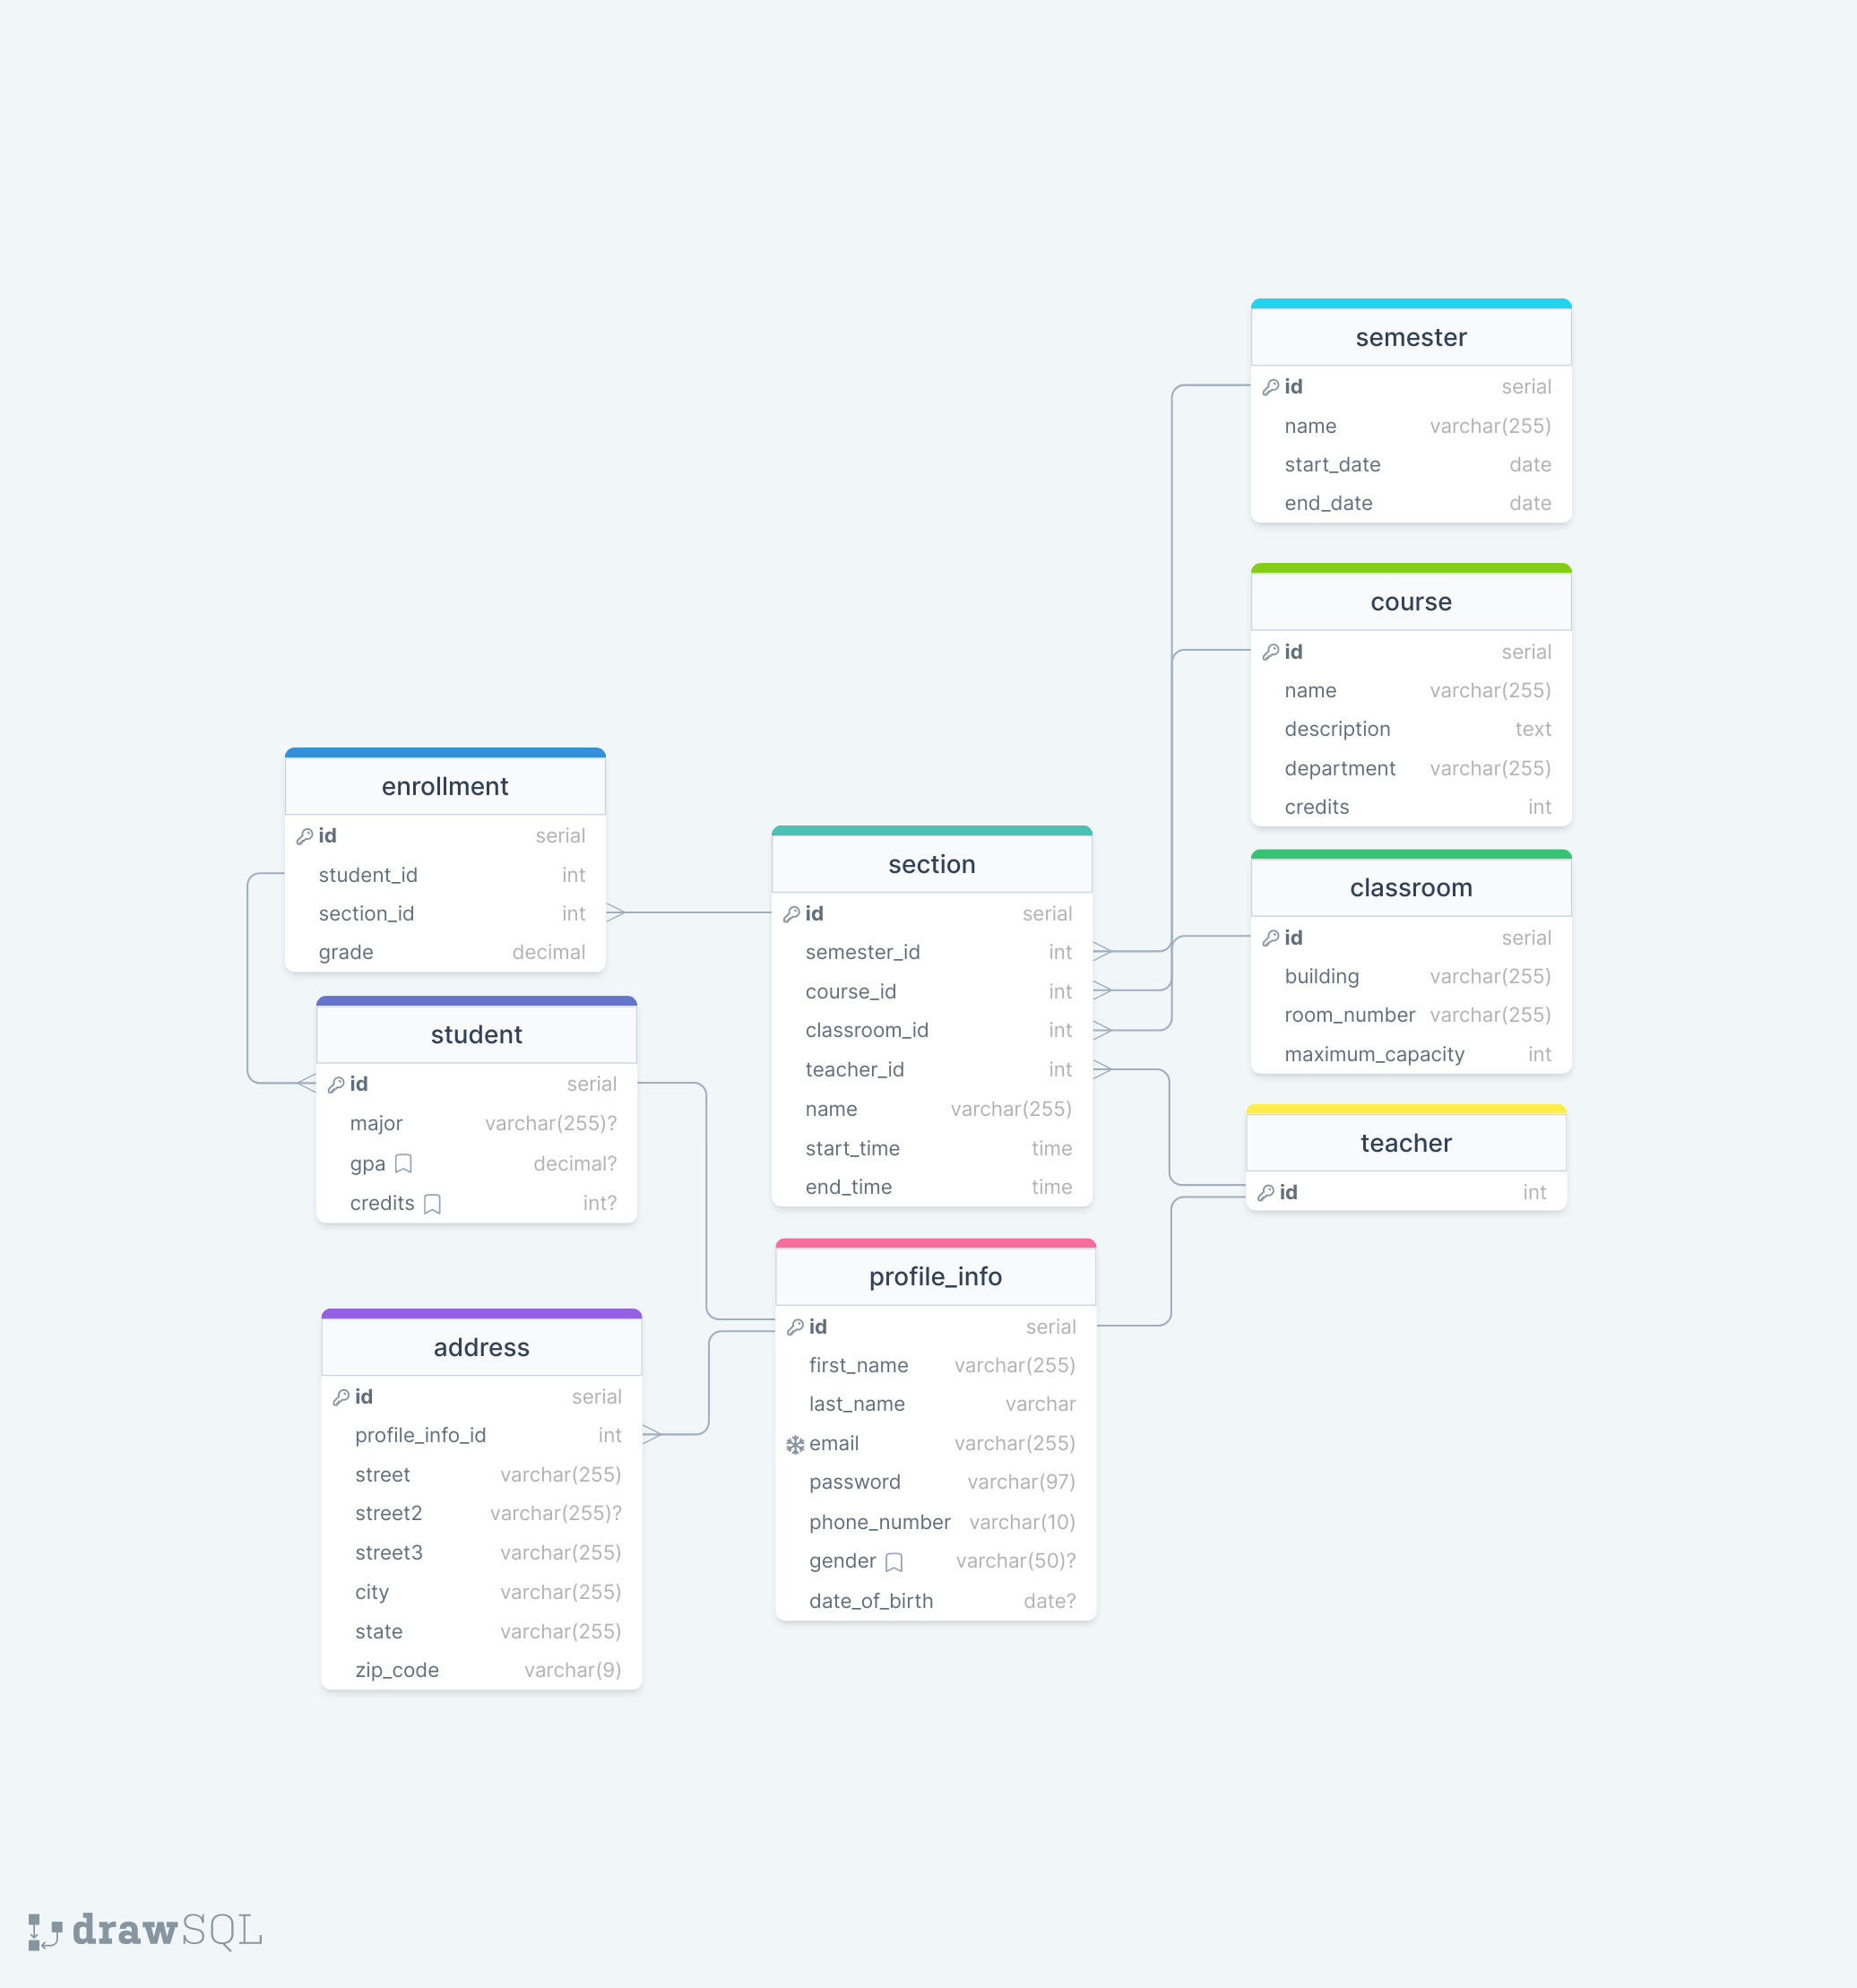 semester
id serial
name varchar(255)
start_date date
end_date date
course
id serial
name varchar(255)
description text
department varchar(255)
credits int
enrollment
id serial
student_id int
section_id int
grade decimal
section
id serial
semester_id int
course_id int
classroom_id int
teacher_id int
name varchar(255)
start_time time
end_time time
classroom
id serial
building varchar(255)
room_number varchar(255)
maximum_capacity int
student
id serial
major varchar(255)?
gpa decimal?
credits int?
teacher
id int
profile_info
id serial
first_name varchar(255)
last_name varchar
email varchar(255)
password varchar(97)
phone_number varchar(10)
gender varchar(50)?
date_of_birth date?
address
id serial
profile_info_id int
street varchar(255)
street2 varchar(255)?
street3 varchar(255)
city varchar(255)
state varchar(255)
zip_code varchar(9)
drawSQL